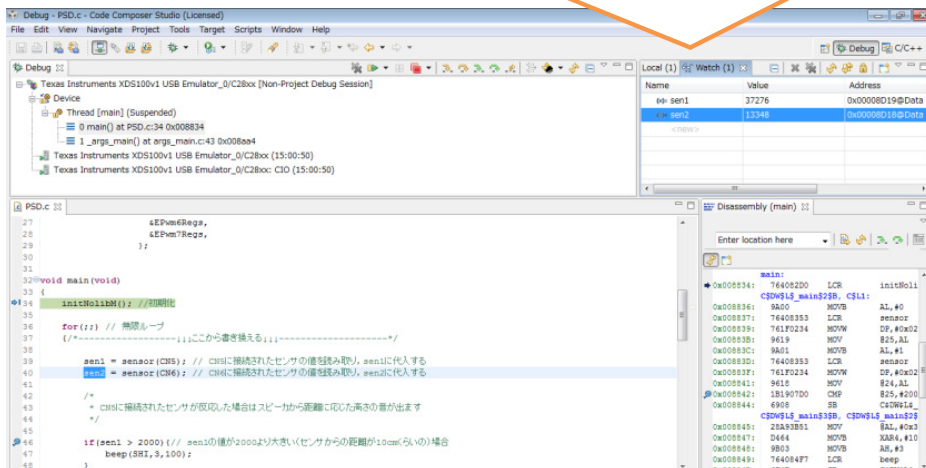 Debug - PSD.c - Code Composer Studio (Licensed)
File Edit View Navigate Project Tools Target Scripts Window Help
Debug C/C++
Debug
Texas Instruments XDS100v1 USB Emulator_0/C28xx [Non-Project Debug Session]
Device
Thread [main] (Suspended)
0 main() at PSD.c:34 0x008834
1 _args_main() at args_main.c:43 0x008aa4
Texas Instruments XDS100v1 USB Emulator_0/C28xx (15:00:50)
Texas Instruments XDS100v1 USB Emulator_0/C28xx: CIO (15:00:50)
Local (1) Watch (1)
Name Value Address
sen1 37276 0x00008D19@Data
sen2 13348 0x00008D18@Data
<new>
PSD.c
27 &EPwm6Regs,
28 &EPwm7Regs,
29 };
30
31
32 void main(void)
33 {
34 initNolibM(); //初期化
35
36 for(;;) // 無限ループ
37 {/*-------------------↓↓↓ここから書き換える↓↓↓---------------------*/
38
39 sen1 = sensor(CN5); // CN5に接続されたセンサの値を読み取り、sen1に代入する
40 sen2 = sensor(CN6); // CN6に接続されたセンサの値を読み取り、sen2に代入する
41
42 /*
43 * CN5に接続されたセンサが反応した場合はスピーカから距離に応じた高さの音が出ます
44 */
45
46 if(sen1 > 2000){// sen1の値が2000より大きい(センサからの距離が10cmくらいの)場合
47 beep(SHI,3,100);
48 }
Disassembly (main)
Enter location here
main:
0x008834: 764082D0 LCR initNoli
C$DW$L$_main$2$B, C$L1:
0x008836: 9A00 MOVB AL,#0
0x008837: 76408353 LCR sensor
0x008839: 761F0234 MOVW DP,#0x02
0x00883B: 9619 MOV @25,AL
0x00883C: 9A01 MOVB AL,#1
0x00883D: 76408353 LCR sensor
0x00883F: 761F0234 MOVW DP,#0x02
0x008841: 9618 MOV @24,AL
0x008842: 1B1907D0 CMP @25,#200
0x008844: 6908 SB C$DW$L$_
C$DW$L$_main$3$B, C$DW$L$_main$2$
0x008845: 28A93B51 MOV @AL,#0x3
0x008847: D464 MOVB XAR4,#10
0x008848: 9B03 MOVB AH,#3
0x008849: 764084F7 LCR beep